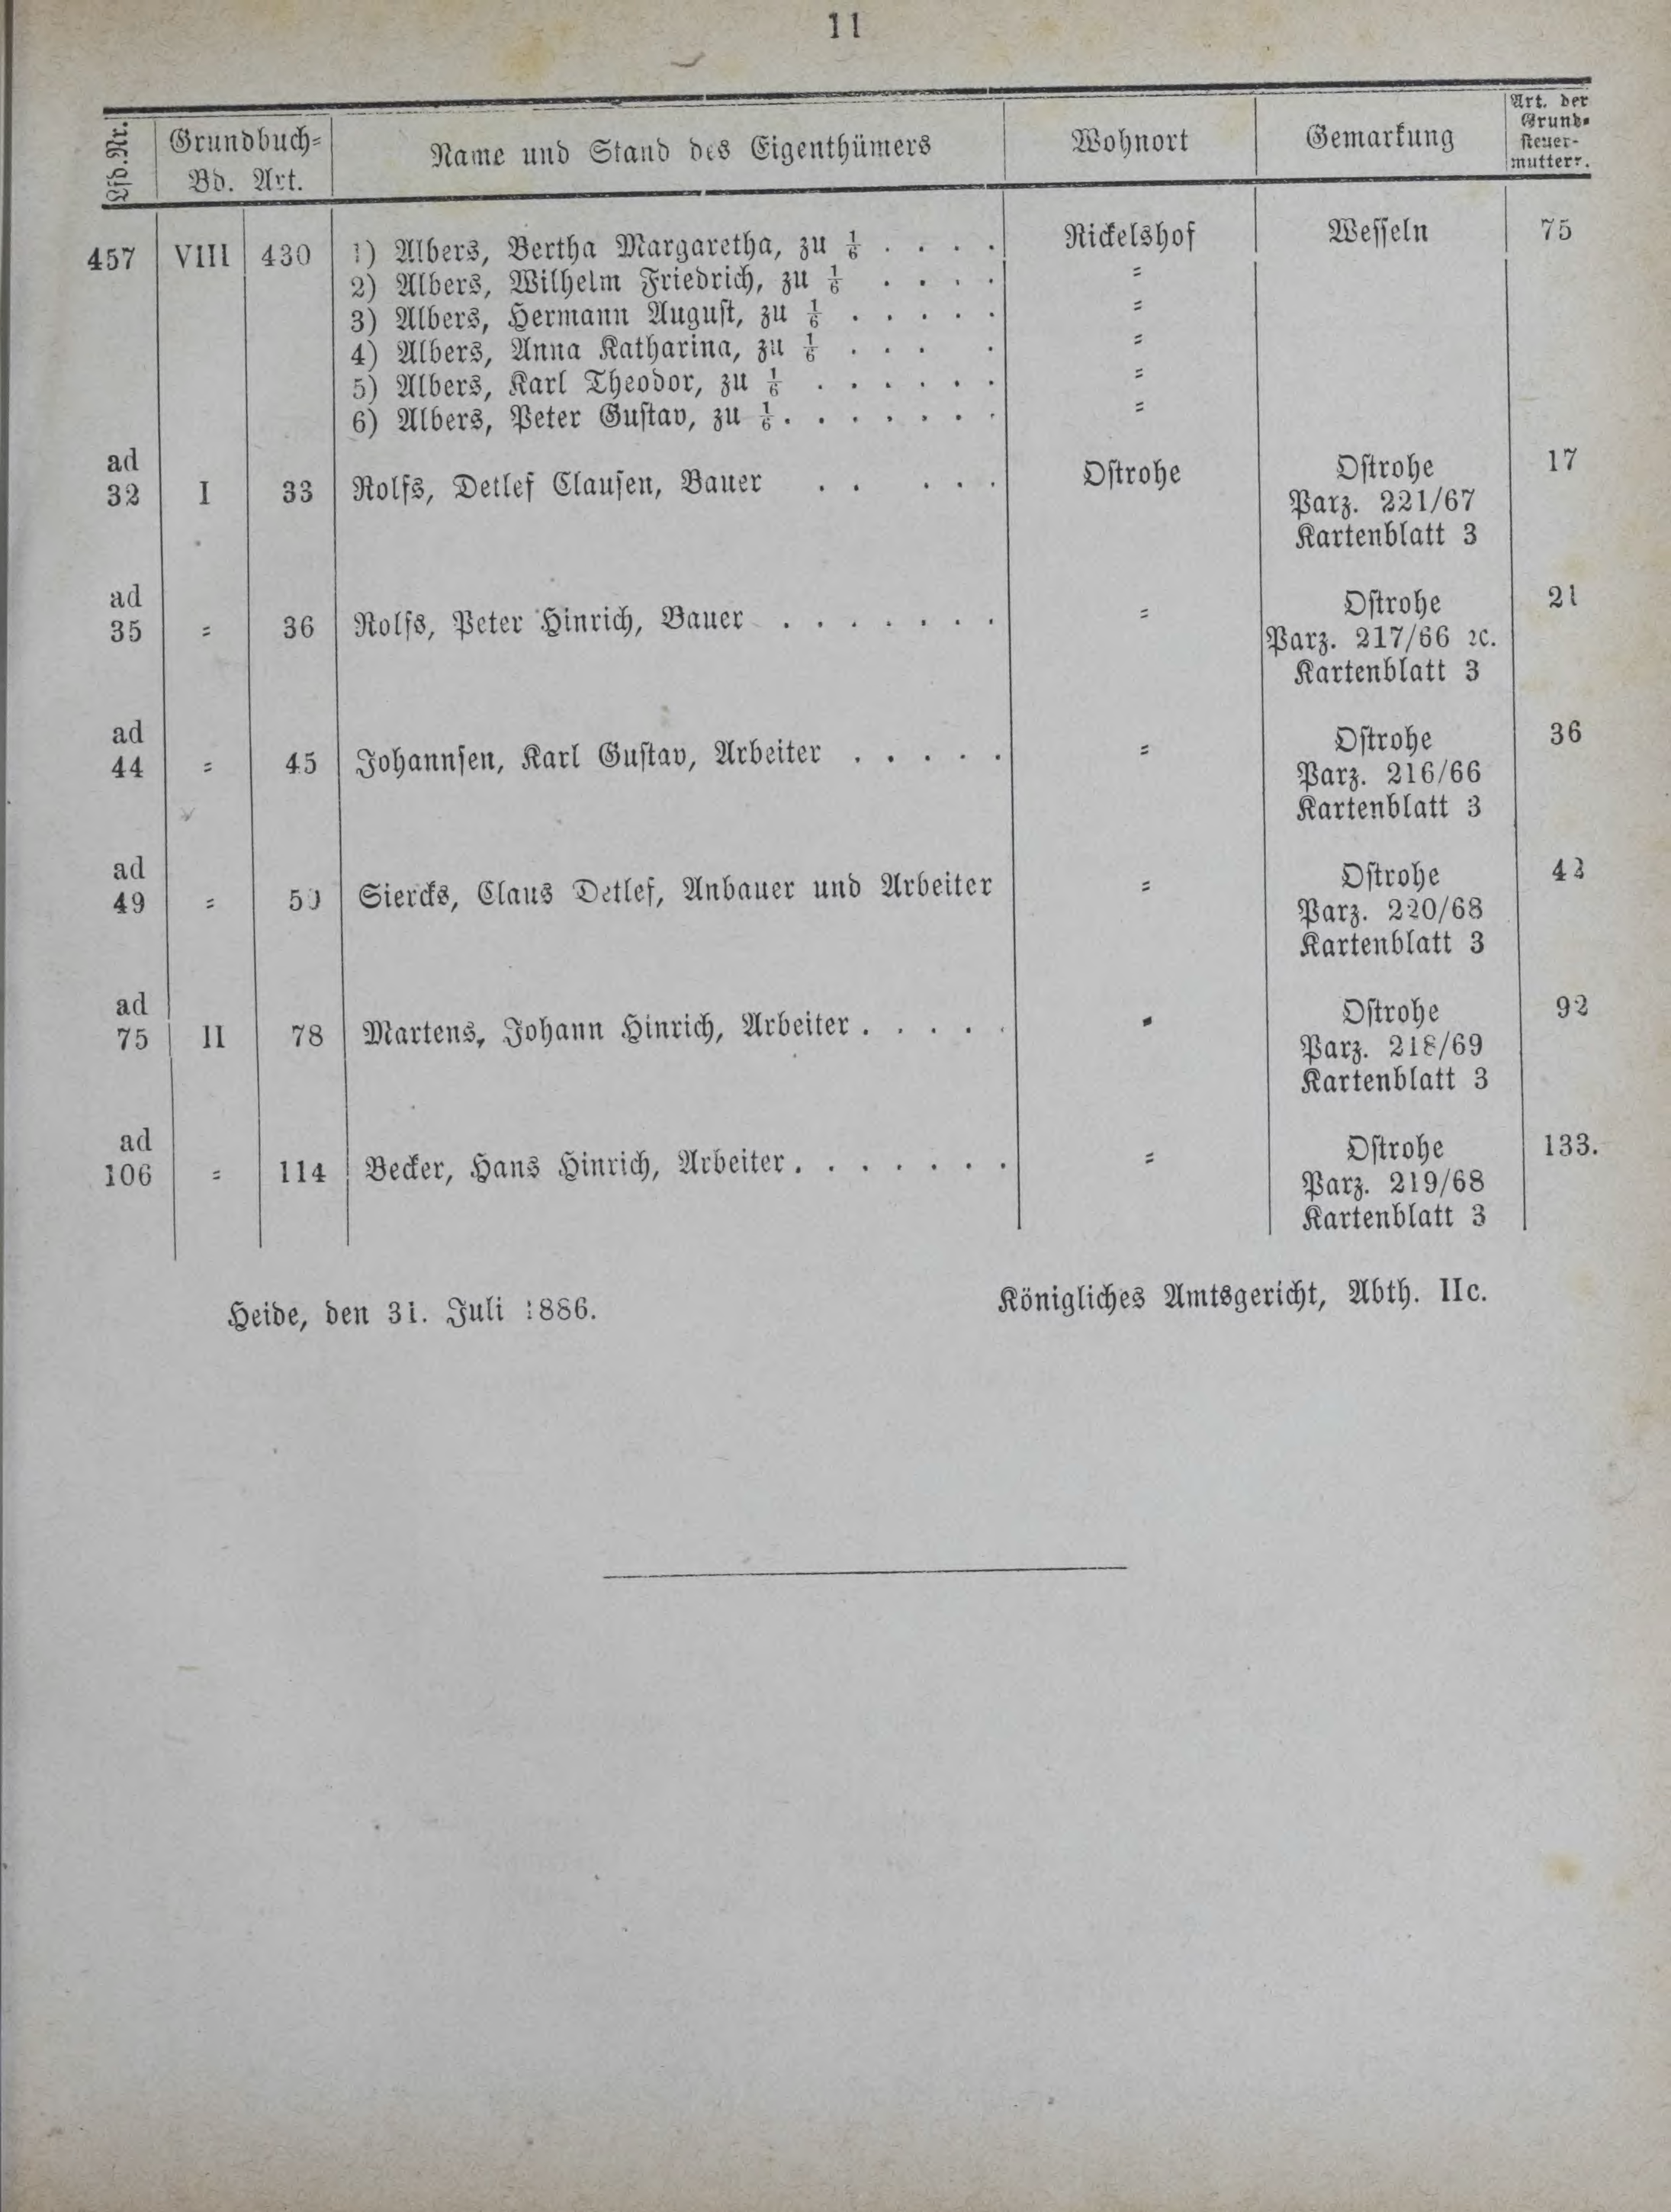 11
Lfd. Nr. Grundbuch= Name und Stand des Eigenthümers Wohnort Gemarkung Art. der Grund= steuer- mutterr.
Bd. Art.
457 VIII 430 1) Albers, Bertha Margaretha, zu 1/6 . . . . Rickelshof Wesseln 75
2) Albers, Wilhelm Friedrich, zu 1/6 . . . . =
3) Albers, Hermann August, zu 1/6 . . . . . =
4) Albers, Anna Katharina, zu 1/6 . . . . =
5) Albers, Karl Theodor, zu 1/6 . . . . . . =
6) Albers, Peter Gustav, zu 1/6 . . . . . . . =
ad
32 I 33 Rolfs, Detlef Clausen, Bauer . . . . . Ostrohe Ostrohe 17
Parz. 221/67
Kartenblatt 3
ad
35 = 36 Rolfs, Peter Hinrich, Bauer . . . . . . . = Ostrohe 21
Parz. 217/66 ꝛc.
Kartenblatt 3
ad
44 = 45 Johannsen, Karl Gustav, Arbeiter . . . . . = Ostrohe 36
Parz. 216/66
Kartenblatt 3
ad
49 = 50 Siercks, Claus Detlef, Anbauer und Arbeiter = Ostrohe
Parz. 220/68
Kartenblatt 3
ad
75 II 78 Martens, Johann Hinrich, Arbeiter . . . . . = Ostrohe 92
Parz. 218/69
Kartenblatt 3
ad
106 = 114 Becker, Hans Hinrich, Arbeiter . . . . . . . = Ostrohe 133.
Parz. 219/68
Kartenblatt 3
Heide, den 31. Juli 1886. Königliches Amtsgericht, Abth. IIc.